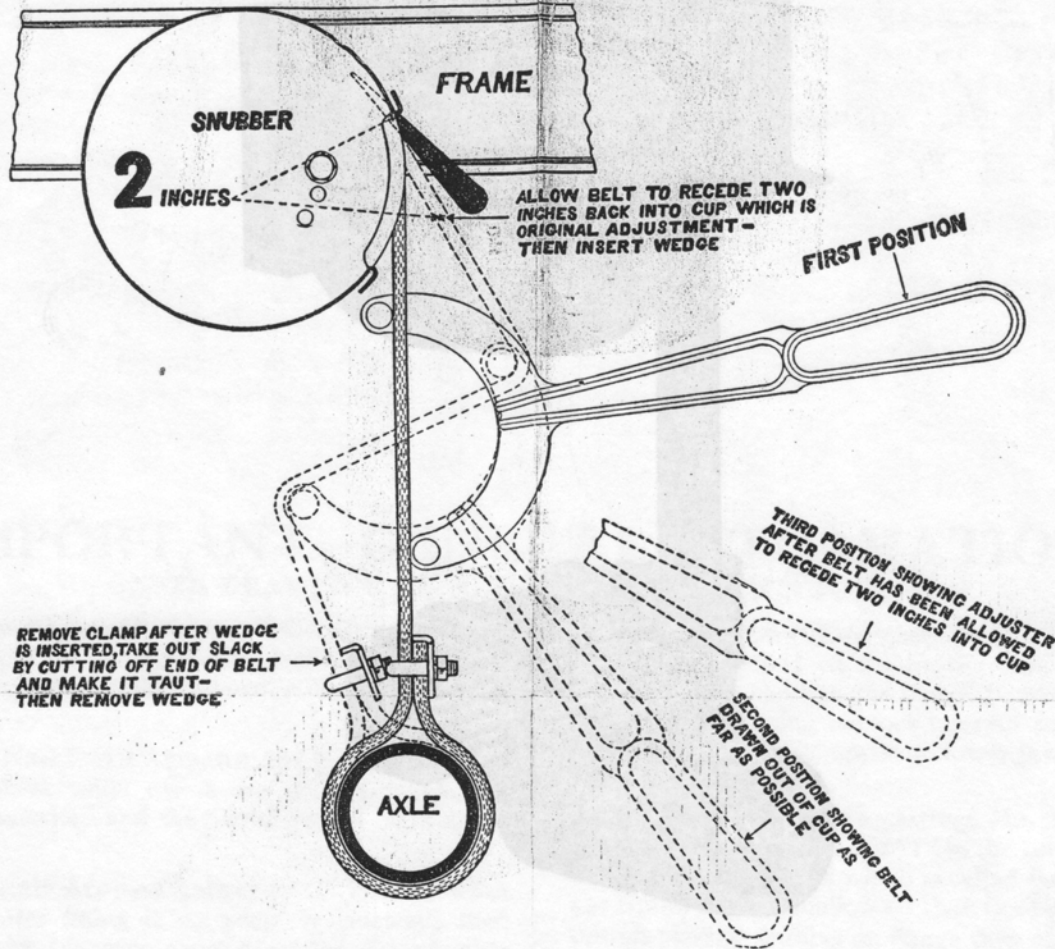 FRAME
SNUBBER
2 INCHES
ALLOW BELT TO RECEDE TWO
INCHES BACK INTO CUP WHICH IS
ORIGINAL ADJUSTMENT-
THEN INSERT WEDGE
FIRST POSITION
THIRD POSITION SHOWING ADJUSTER
AFTER BELT HAS BEEN ALLOWED
TO RECEDE TWO INCHES INTO CUP
REMOVE CLAMP AFTER WEDGE
IS INSERTED, TAKE OUT SLACK
BY CUTTING OFF END OF BELT
AND MAKE IT TAUT-
THEN REMOVE WEDGE
SECOND POSITION SHOWING BELT
DRAWN OUT OF CUP AS
FAR AS POSSIBLE
AXLE